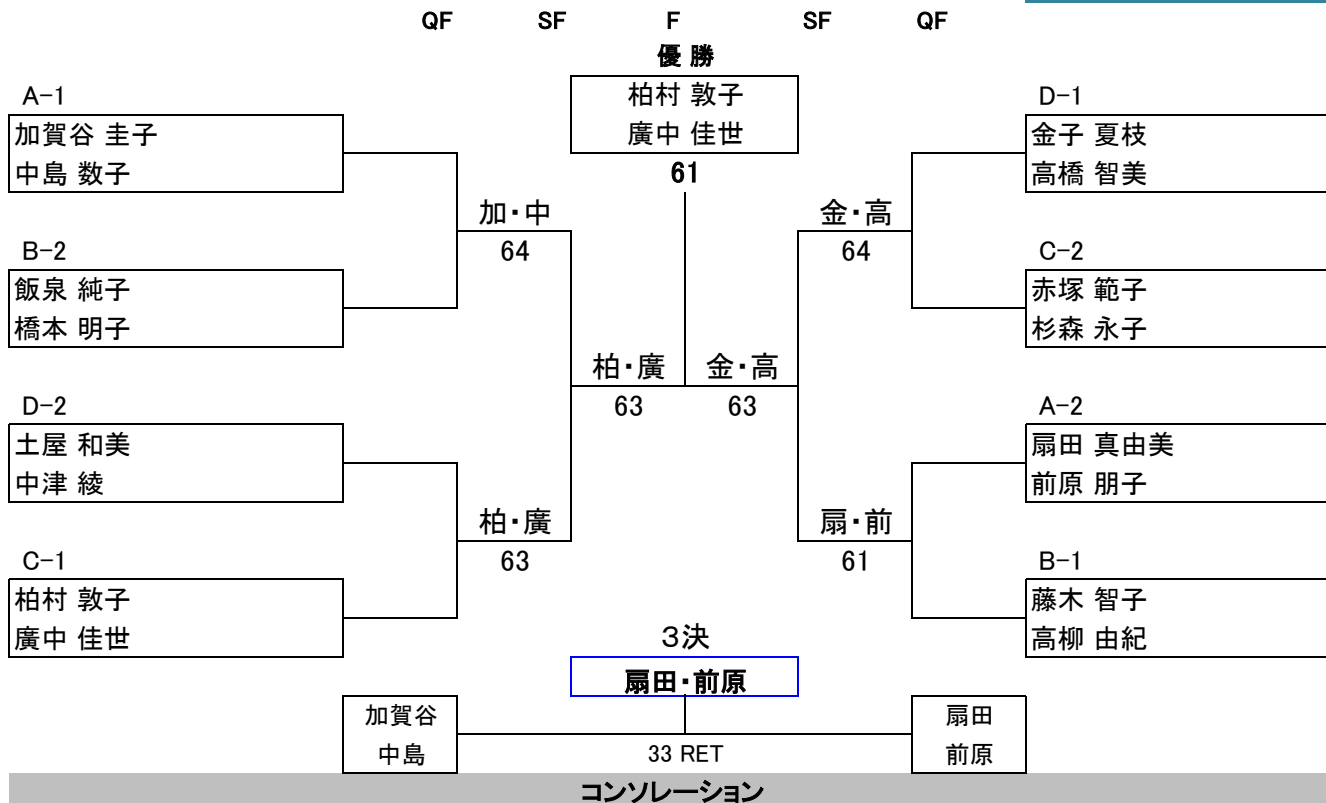 QF SF F SF QF
優 勝
柏村 敦子
廣中 佳世
61
A-1
加賀谷 圭子
中島 数子
加・中
64
B-2
飯泉 純子
橋本 明子
柏・廣
63
D-2
土屋 和美
中津 綾
柏・廣
63
C-1
柏村 敦子
廣中 佳世
D-1
金子 夏枝
高橋 智美
金・高
64
C-2
赤塚 範子
杉森 永子
金・高
63
A-2
扇田 真由美
前原 朋子
扇・前
61
B-1
藤木 智子
高柳 由紀
３決
扇田・前原
加賀谷
中島
33 RET
扇田
前原
コンソレーション